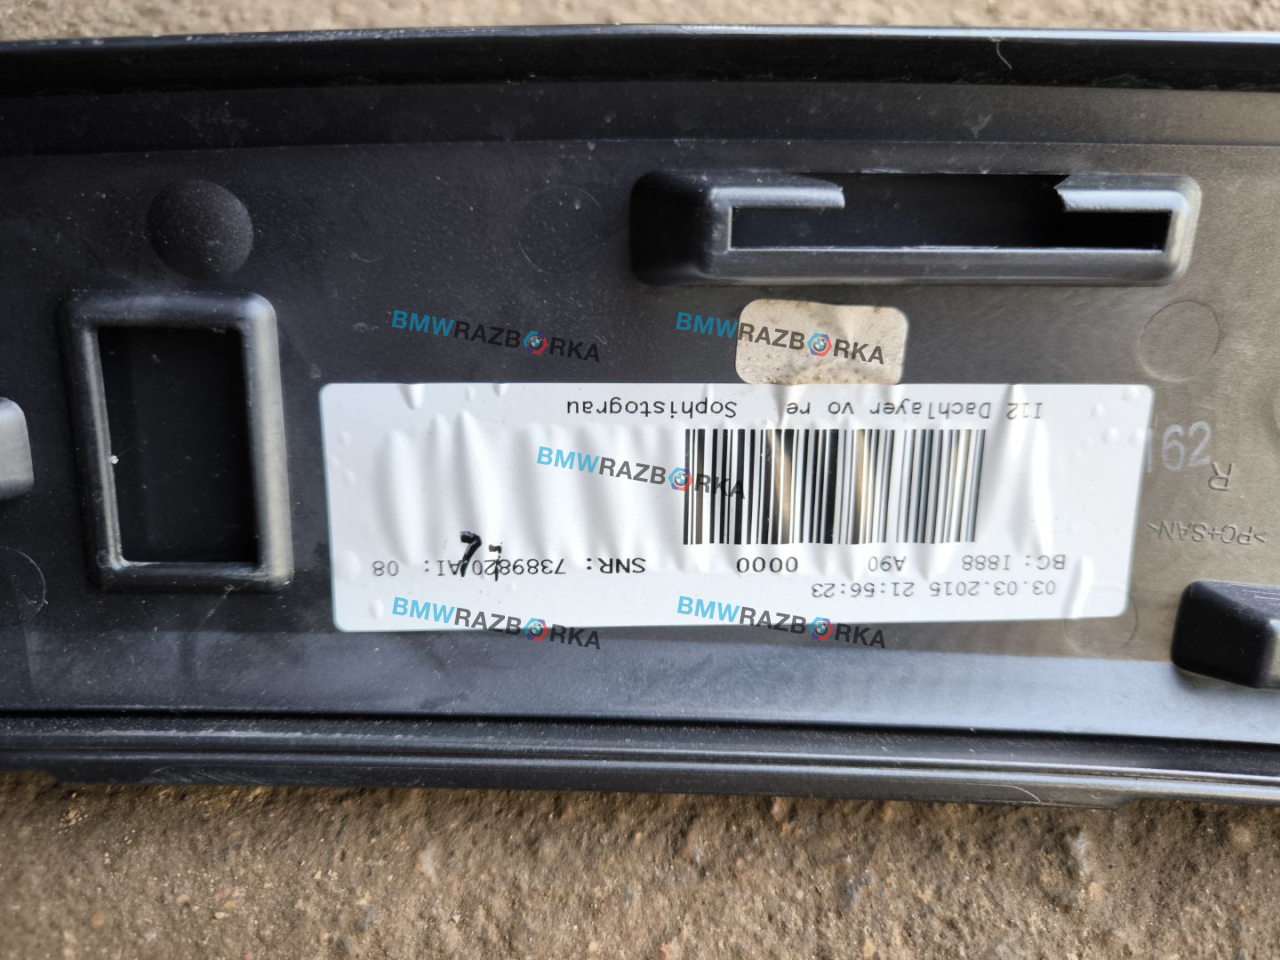 03.03.2015 21:56:23
BG: I888 A90 0000 SNR: 7389820 AI: 08
I12 Dachlayer vo re Sophistograu
>PC+SAN<
R
162
BMWRAZBORKA
BMWRAZBORKA
BMWRAZBORKA
BMWRAZBORKA
BMWRAZBORKA